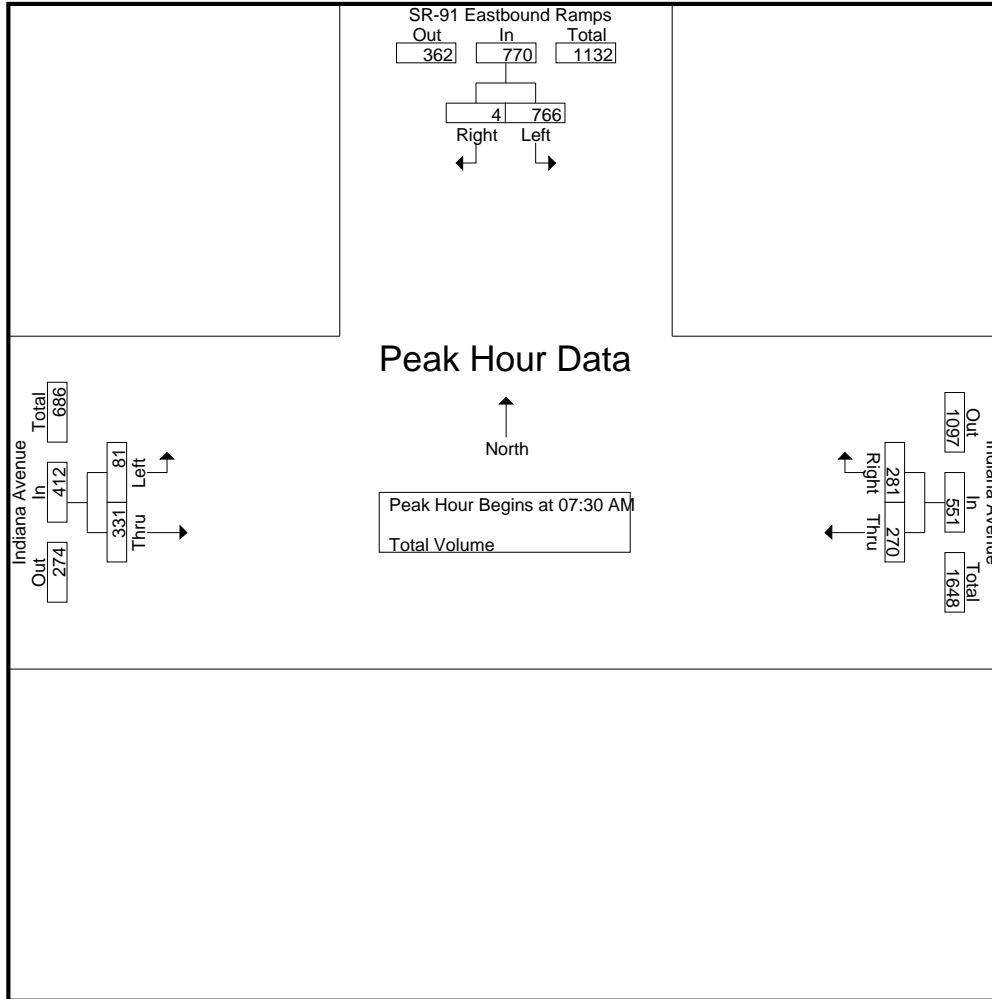 SR-91 Eastbound Ramps
Out In Total
362 770 1132
4 766
Right Left
Peak Hour Data
North
Peak Hour Begins at 07:30 AM
Total Volume
Indiana Avenue
Out In Total
274 412 686
331 81
Thru Left
Indiana Avenue
Out In Total
1097 551 1648
281 270
Right Thru